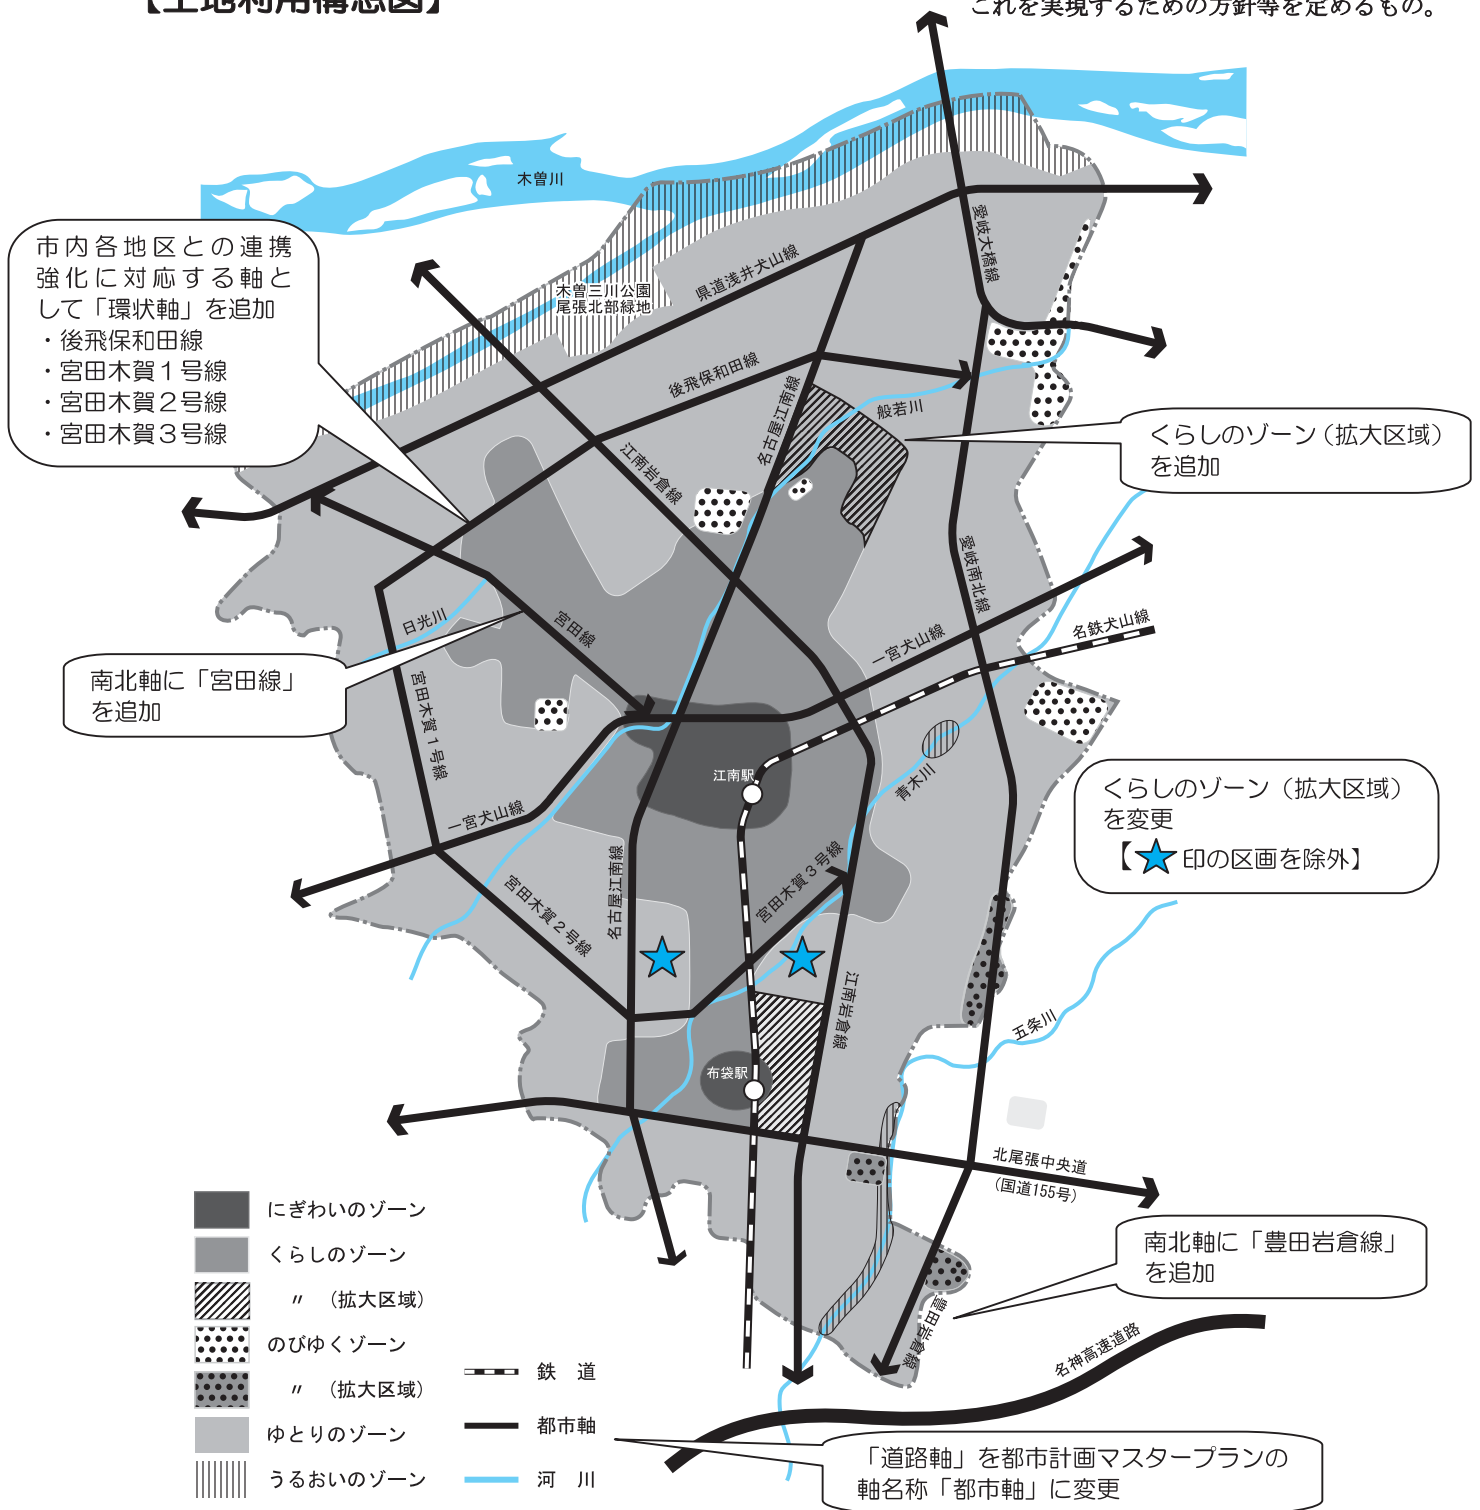 【土地利用構想図】
これを実現するための方針等を定めるもの。
木曽川
市内各地区との連携
強化に対応する軸と
して「環状軸」を追加
・後飛保和田線
・宮田木賀1号線
・宮田木賀2号線
・宮田木賀3号線
愛岐大橋線
県道浅井犬山線
木曽三川公園
尾張北部緑地
後飛保和田線
名古屋江南線
般若川
くらしのゾーン(拡大区域)
を追加
江南岩倉線
愛岐南北線
日光川
宮田線
一宮犬山線
名鉄犬山線
南北軸に「宮田線」
を追加
宮田木賀1号線
江南駅
青木川
くらしのゾーン(拡大区域)
を変更
【★印の区画を除外】
一宮犬山線
宮田木賀2号線
名古屋江南線
宮田木賀3号線
江南岩倉線
五条川
布袋駅
北尾張中央道
(国道155号)
南北軸に「豊田岩倉線」
を追加
豊田岩倉線
名神高速道路
にぎわいのゾーン
くらしのゾーン
〃 (拡大区域)
のびゆくゾーン
〃 (拡大区域)
ゆとりのゾーン
うるおいのゾーン
鉄 道
都市軸
河 川
「道路軸」を都市計画マスタープランの
軸名称「都市軸」に変更